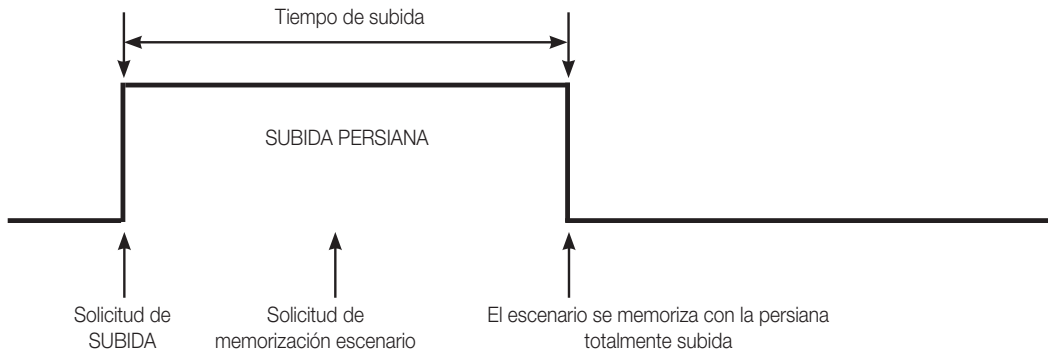 Tiempo de subida
SUBIDA PERSIANA
Solicitud de
SUBIDA
Solicitud de
memorización escenario
El escenario se memoriza con la persiana
totalmente subida